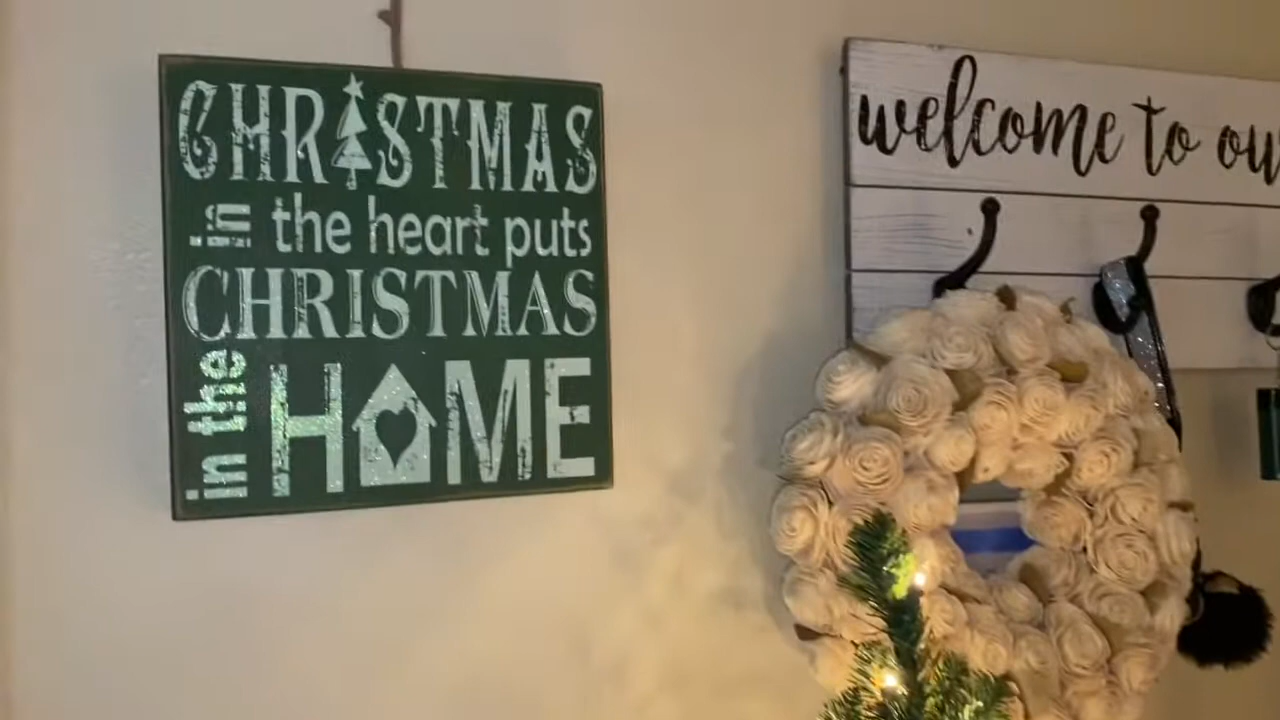 CHRISTMAS
in the heart puts
CHRISTMAS
in the HOME
welcome to ou